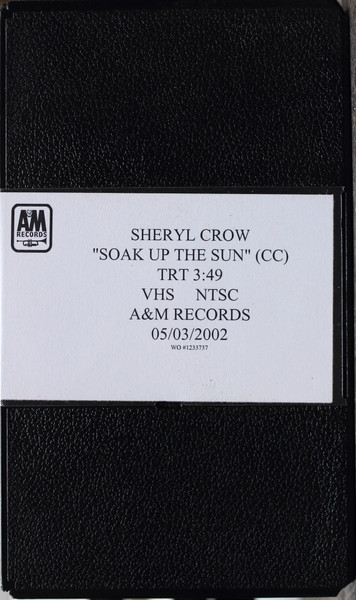 A&M
RECORDS
SHERYL CROW
"SOAK UP THE SUN" (CC)
TRT 3:49
VHS NTSC
A&M RECORDS
05/03/2002
WO #1233737